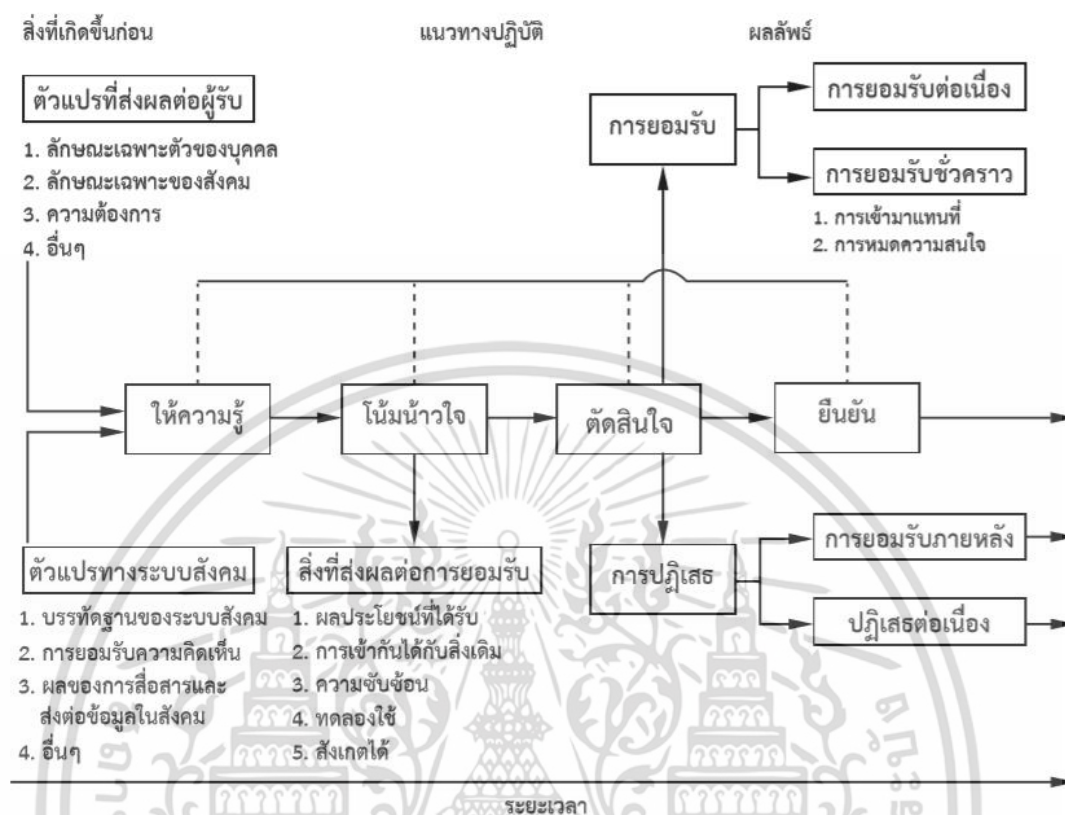 สิ่งที่เกิดขึ้นก่อน
แนวทางปฏิบัติ
ผลลัพธ์
ตัวแปรที่ส่งผลต่อผู้รับ
1. ลักษณะเฉพาะตัวของบุคคล
2. ลักษณะเฉพาะของสังคม
3. ความต้องการ
4. อื่นๆ
การยอมรับ
การยอมรับต่อเนื่อง
การยอมรับชั่วคราว
1. การเข้ามาแทนที่
2. การหมดความสนใจ
ให้ความรู้
โน้มน้าวใจ
ตัดสินใจ
ยืนยัน
ตัวแปรทางระบบสังคม
1. บรรทัดฐานของระบบสังคม
2. การยอมรับความคิดเห็น
3. ผลของการสื่อสารและ
ส่งต่อข้อมูลในสังคม
4. อื่นๆ
สิ่งที่ส่งผลต่อการยอมรับ
1. ผลประโยชน์ที่ได้รับ
2. การเข้ากันได้กับสิ่งเดิม
3. ความซับซ้อน
4. ทดลองใช้
5. สังเกตได้
การปฏิเสธ
การยอมรับภายหลัง
ปฏิเสธต่อเนื่อง
ระยะเวลา